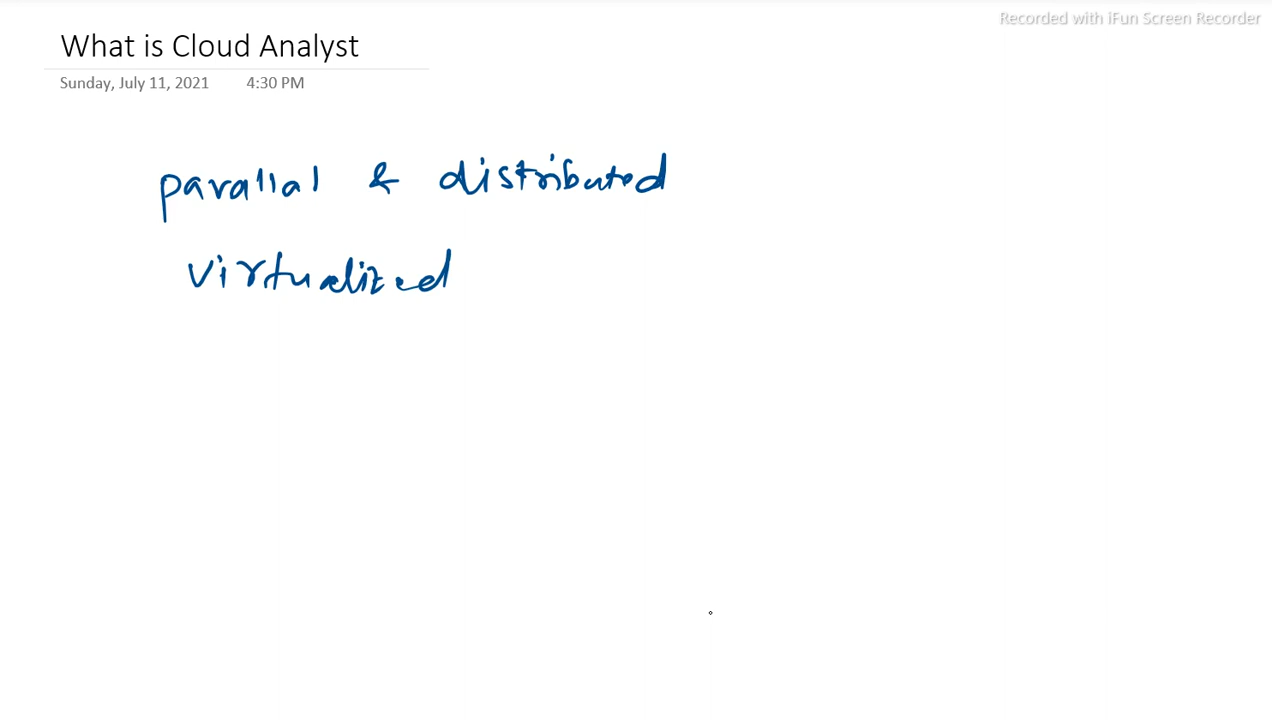 Recorded with iFun Screen Recorder
What is Cloud Analyst
Sunday, July 11, 2021 4:30 PM
parallal & distributed
virtualized